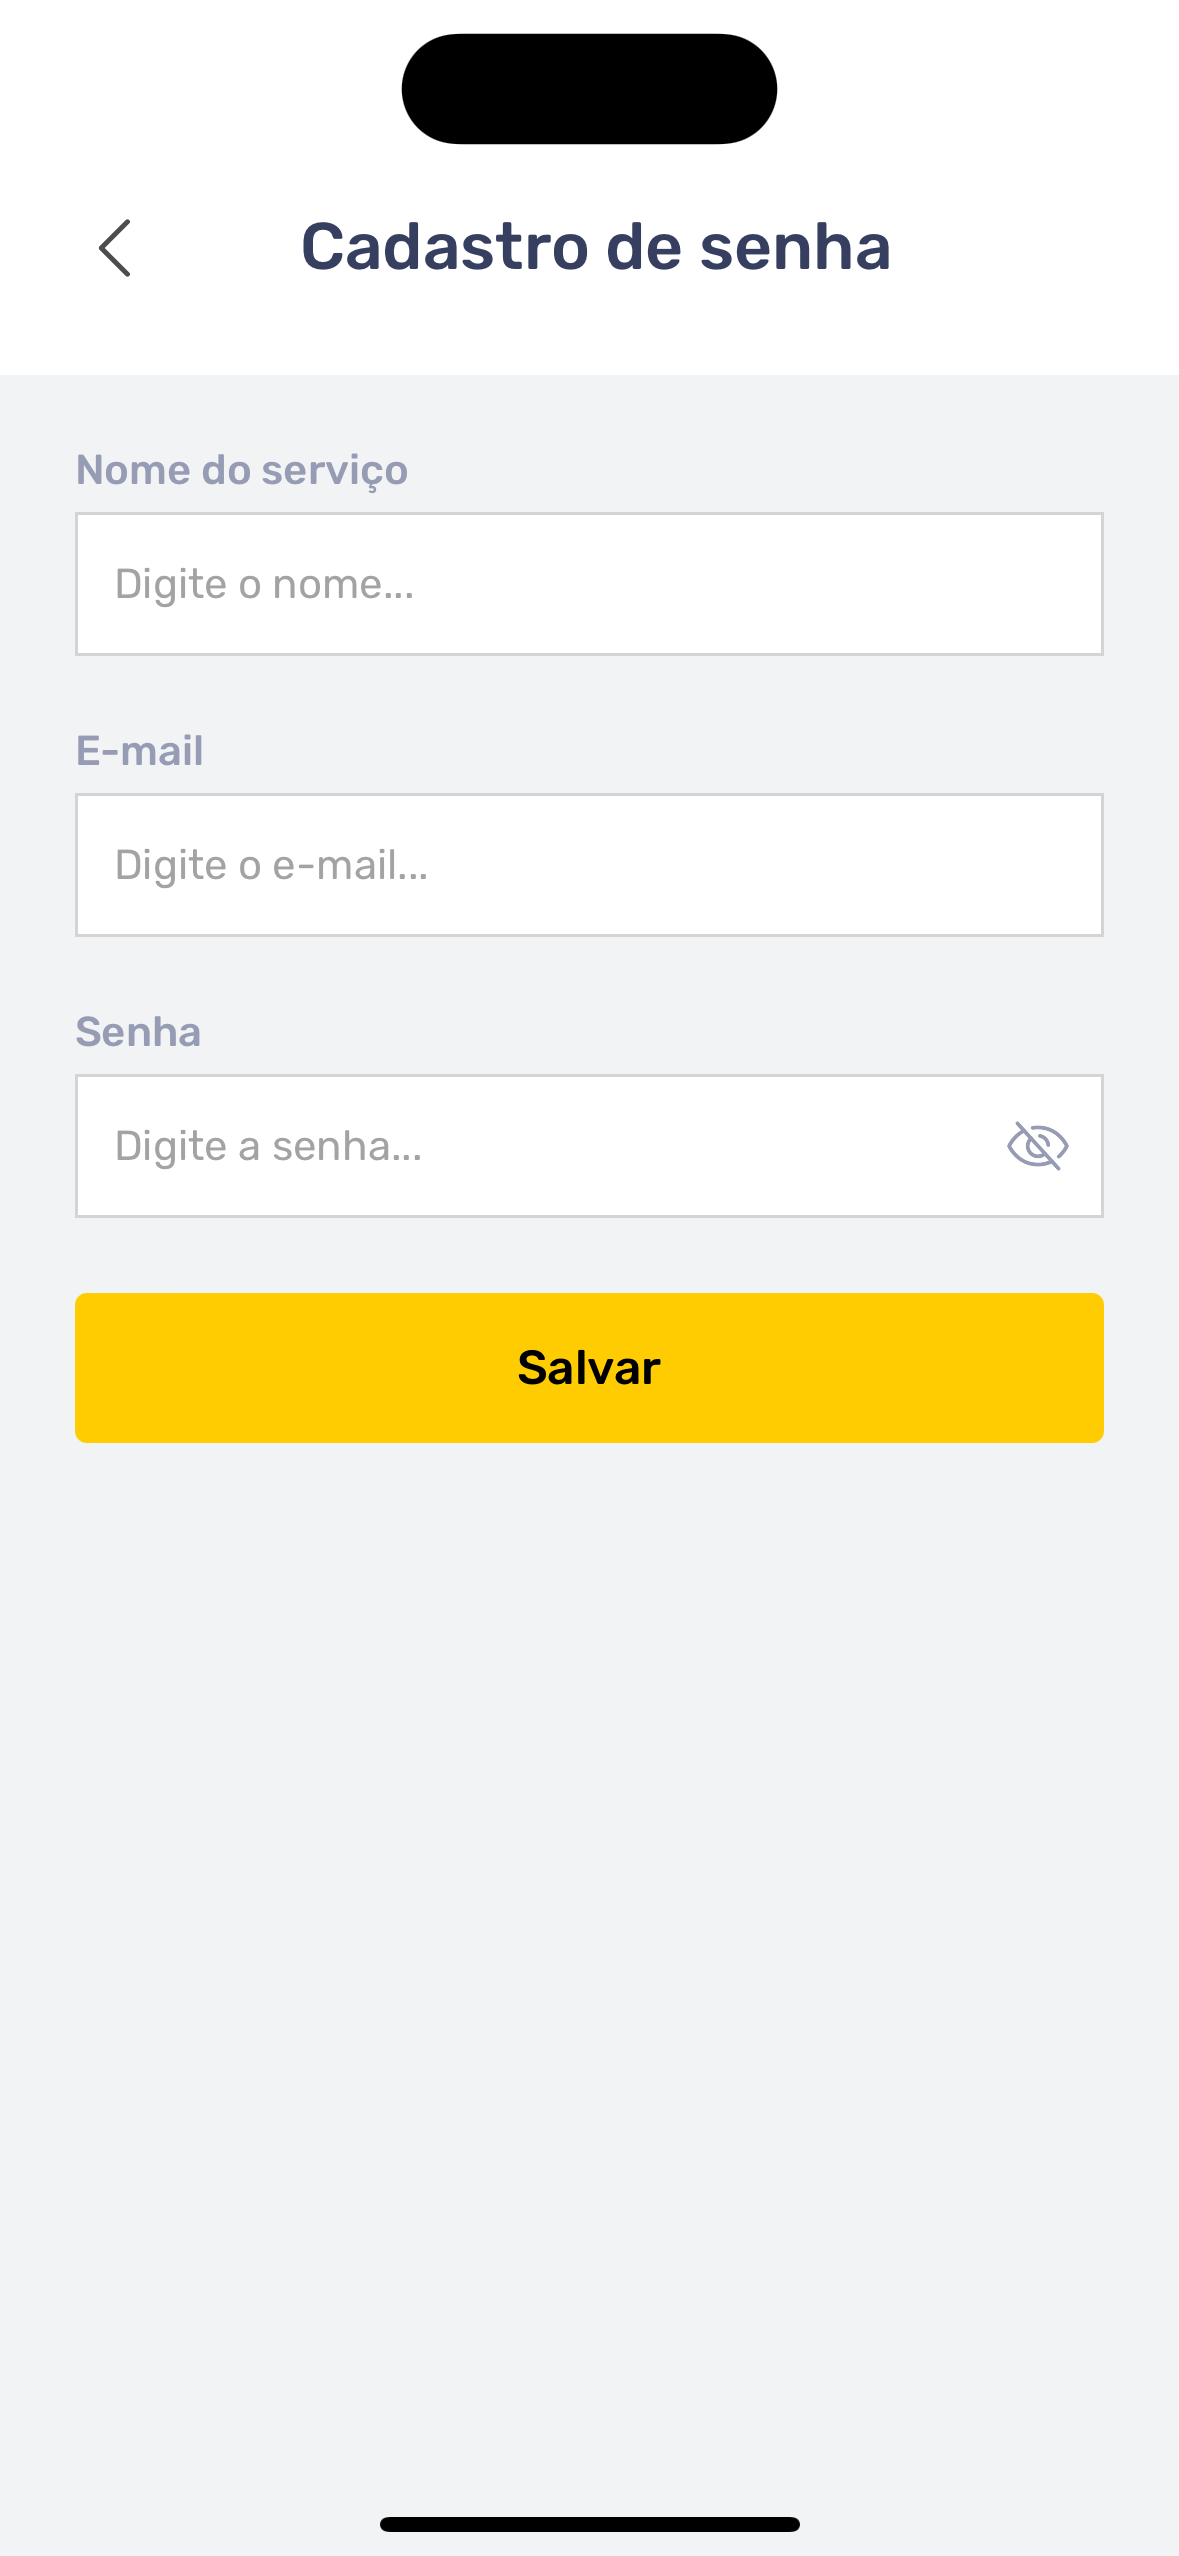 Cadastro de senha
Nome do serviço
Digite o nome...
E-mail
Digite o e-mail...
Senha
Digite a senha...
Salvar